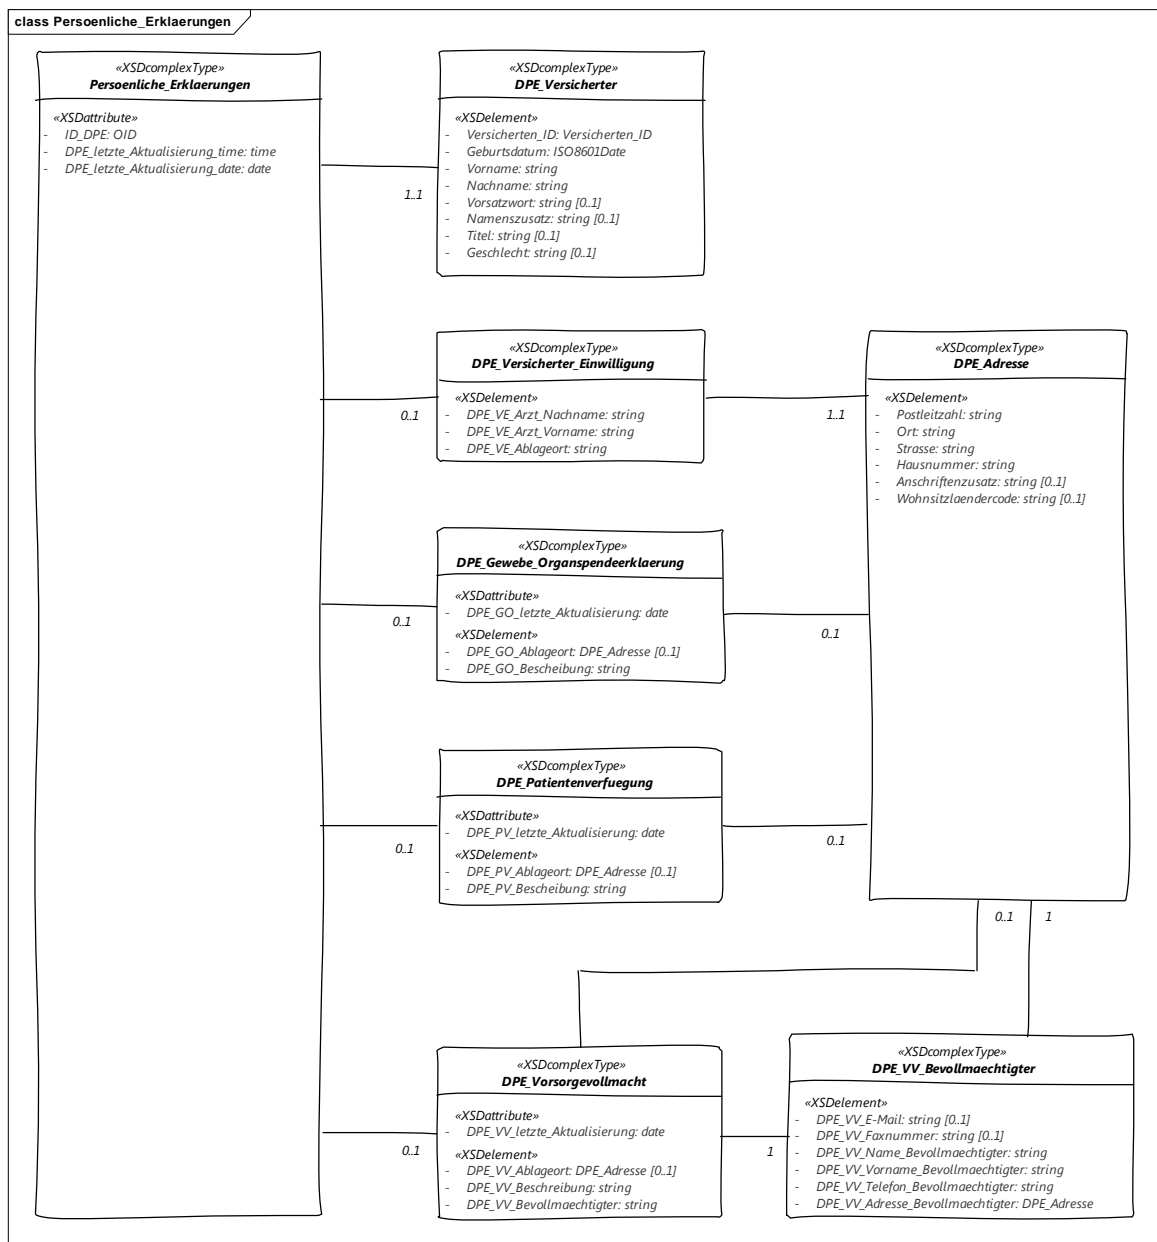 class Persoenliche_Erklaerungen
«XSDcomplexType»
Persoenliche_Erklaerungen
«XSDattribute»
- ID_DPE: OID
- DPE_letzte_Aktualisierung_time: time
- DPE_letzte_Aktualisierung_date: date
«XSDcomplexType»
DPE_Versicherter
«XSDelement»
- Versicherten_ID: Versicherten_ID
- Geburtsdatum: ISO8601Date
- Vorname: string
- Nachname: string
- Vorsatzwort: string [0..1]
- Namenszusatz: string [0..1]
- Titel: string [0..1]
- Geschlecht: string [0..1]
1..1
«XSDcomplexType»
DPE_Versicherter_Einwilligung
«XSDelement»
- DPE_VE_Arzt_Nachname: string
- DPE_VE_Arzt_Vorname: string
- DPE_VE_Ablageort: string
0..1
1..1
«XSDcomplexType»
DPE_Adresse
«XSDelement»
- Postleitzahl: string
- Ort: string
- Strasse: string
- Hausnummer: string
- Anschriftenzusatz: string [0..1]
- Wohnsitzlaendercode: string [0..1]
«XSDcomplexType»
DPE_Gewebe_Organspendeerklaerung
«XSDattribute»
- DPE_GO_letzte_Aktualisierung: date
«XSDelement»
- DPE_GO_Ablageort: DPE_Adresse [0..1]
- DPE_GO_Bescheibung: string
0..1
0..1
«XSDcomplexType»
DPE_Patientenverfuegung
«XSDattribute»
- DPE_PV_letzte_Aktualisierung: date
«XSDelement»
- DPE_PV_Ablageort: DPE_Adresse [0..1]
- DPE_PV_Bescheibung: string
0..1
0..1
0..1
1
«XSDcomplexType»
DPE_Vorsorgevollmacht
«XSDattribute»
- DPE_VV_letzte_Aktualisierung: date
«XSDelement»
- DPE_VV_Ablageort: DPE_Adresse [0..1]
- DPE_VV_Beschreibung: string
- DPE_VV_Bevollmaechtigter: string
0..1
1
«XSDcomplexType»
DPE_VV_Bevollmaechtigter
«XSDelement»
- DPE_VV_E-Mail: string [0..1]
- DPE_VV_Faxnummer: string [0..1]
- DPE_VV_Name_Bevollmaechtigter: string
- DPE_VV_Vorname_Bevollmaechtigter: string
- DPE_VV_Telefon_Bevollmaechtigter: string
- DPE_VV_Adresse_Bevollmaechtigter: DPE_Adresse